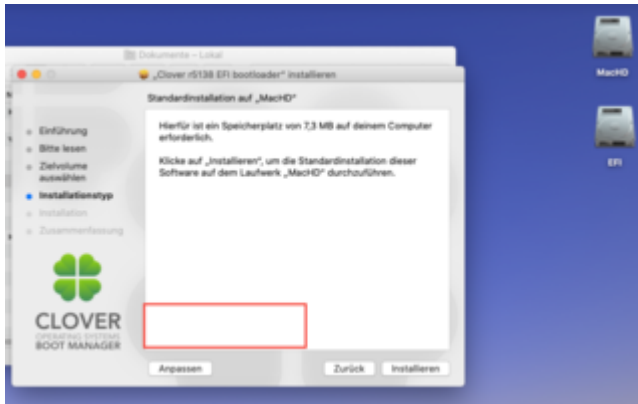 Dokumente – Lokal
„Clover r5138 EFI bootloader“ installieren
MacHD
Standardinstallation auf „MacHD“
Hierfür ist ein Speicherplatz von 7,3 MB auf deinem Computer
erforderlich.
Klicke auf „Installieren“, um die Standardinstallation dieser
Software auf dem Laufwerk „MacHD“ durchzuführen.
Einführung
Bitte lesen
Zielvolume
auswählen
Installationstyp
Installation
Zusammenfassung
EFI
CLOVER
OPERATING SYSTEMS
BOOT MANAGER
Anpassen
Zurück
Installieren